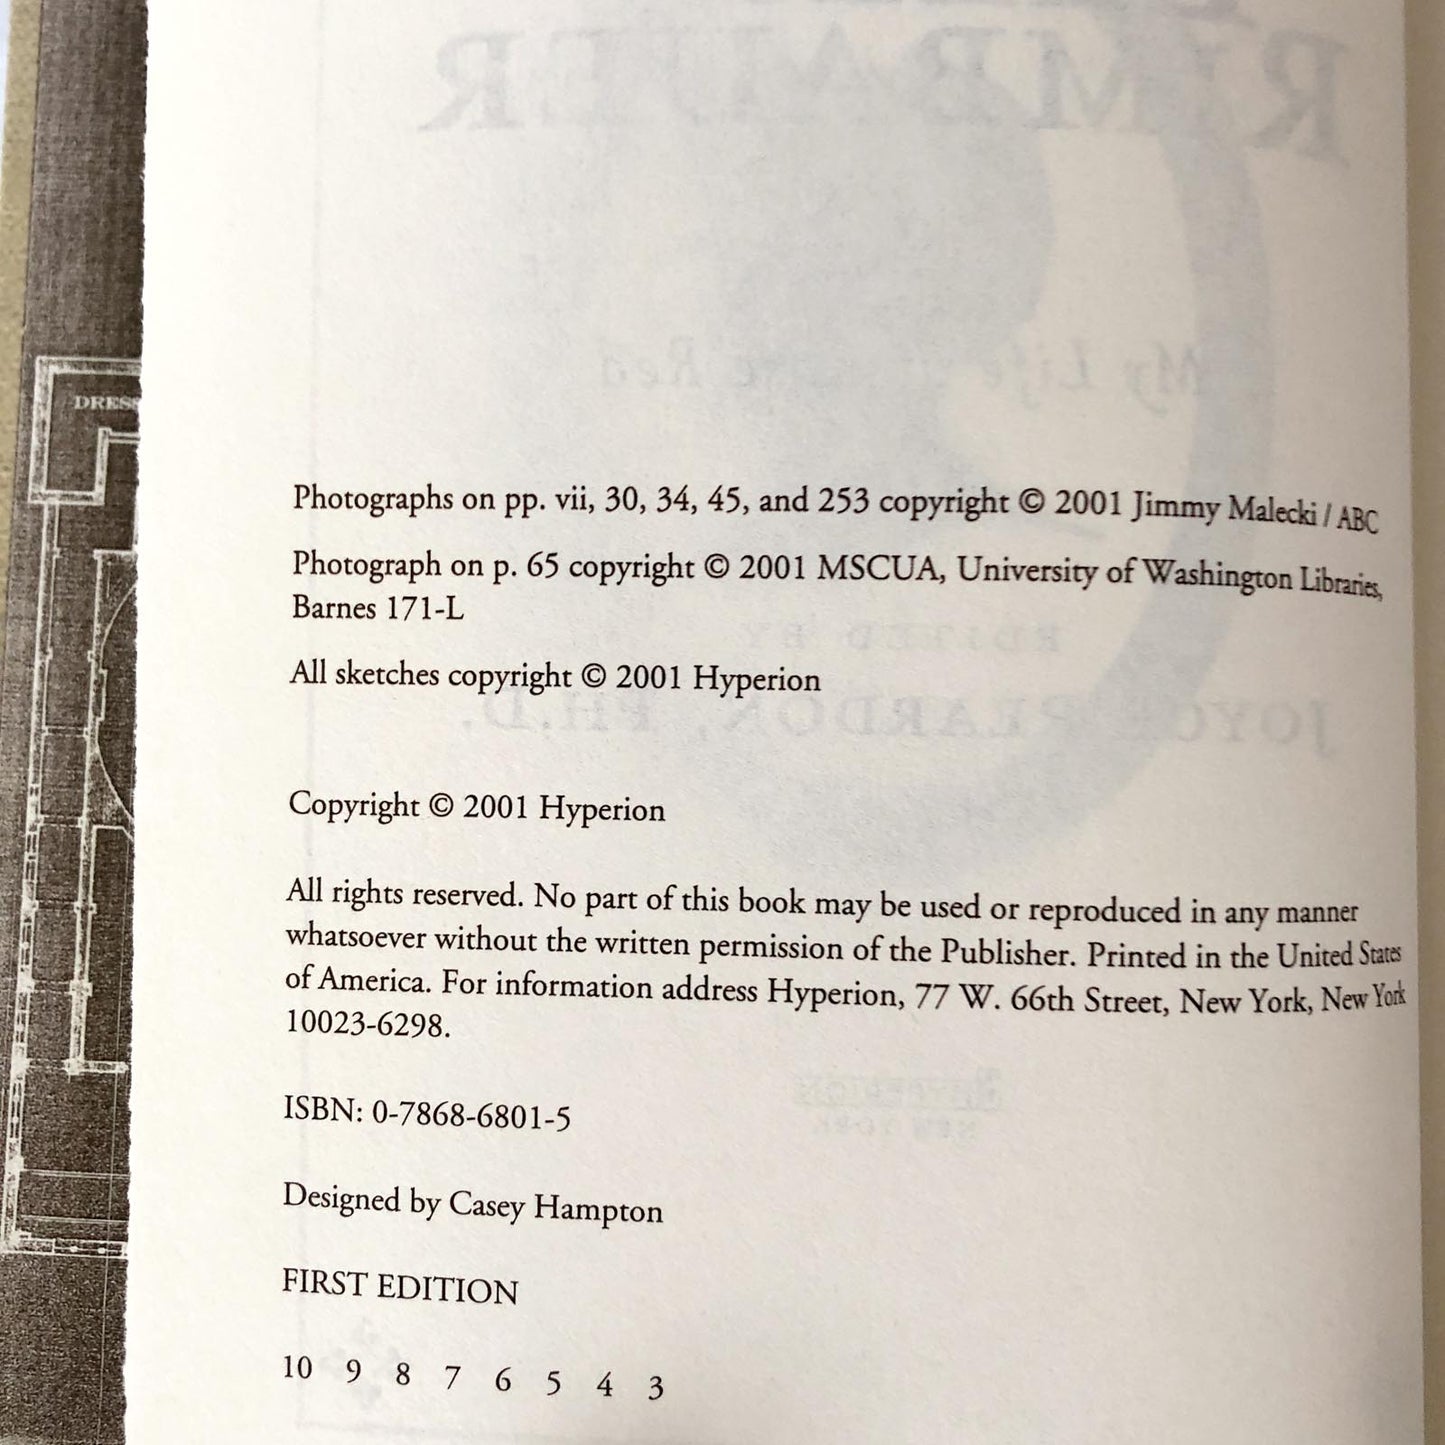 DRESS
Photographs on pp. vii, 30, 34, 45, and 253 copyright © 2001 Jimmy Malecki / ABC
Photograph on p. 65 copyright © 2001 MSCUA, University of Washington Libraries,
Barnes 171-L
All sketches copyright © 2001 Hyperion
Copyright © 2001 Hyperion
All rights reserved. No part of this book may be used or reproduced in any manner
whatsoever without the written permission of the Publisher. Printed in the United States
of America. For information address Hyperion, 77 W. 66th Street, New York, New York
10023-6298.
ISBN: 0-7868-6801-5
Designed by Casey Hampton
FIRST EDITION
10 9 8 7 6 5 4 3